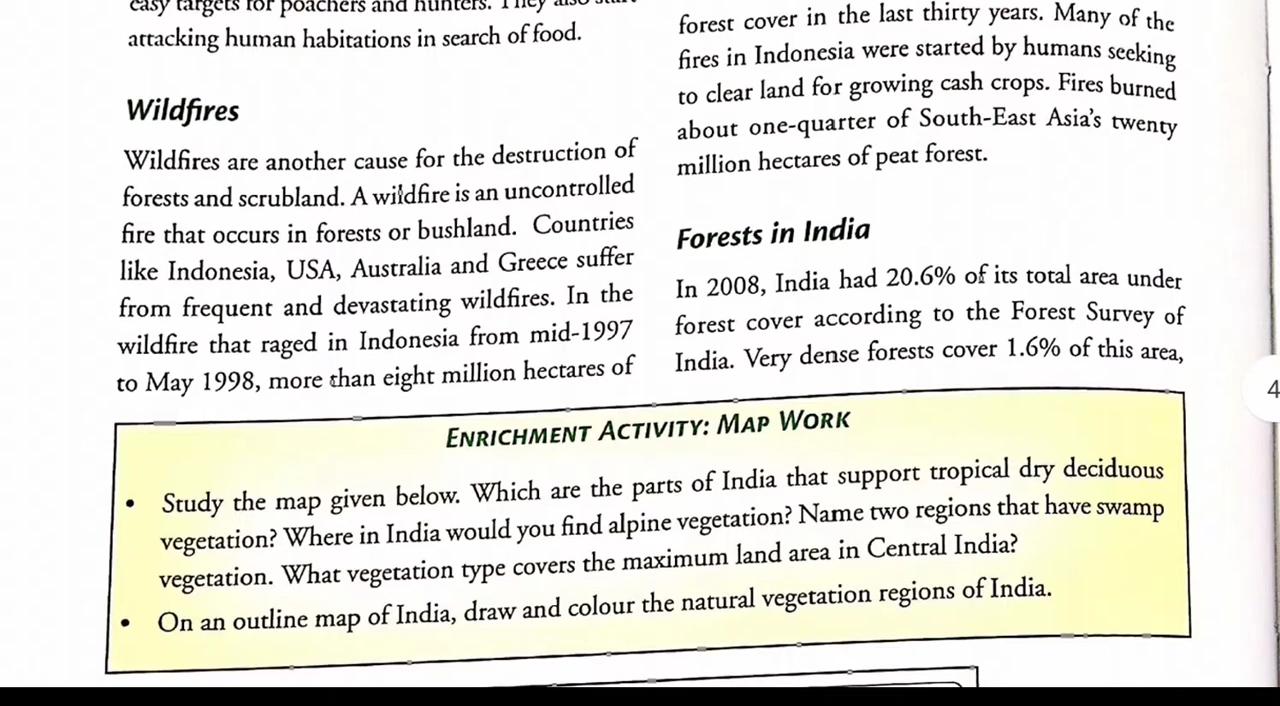 easy targets for poachers and hunters. They also start
attacking human habitations in search of food.
Wildfires
Wildfires are another cause for the destruction of
forests and scrubland. A wildfire is an uncontrolled
fire that occurs in forests or bushland. Countries
like Indonesia, USA, Australia and Greece suffer
from frequent and devastating wildfires. In the
wildfire that raged in Indonesia from mid-1997
to May 1998, more than eight million hectares of
forest cover in the last thirty years. Many of the
fires in Indonesia were started by humans seeking
to clear land for growing cash crops. Fires burned
about one-quarter of South-East Asia's twenty
million hectares of peat forest.
Forests in India
In 2008, India had 20.6% of its total area under
forest cover according to the Forest Survey of
India. Very dense forests cover 1.6% of this area,
ENRICHMENT ACTIVITY: MAP WORK
• Study the map given below. Which are the parts of India that support tropical dry deciduous
vegetation? Where in India would you find alpine vegetation? Name two regions that have swamp
vegetation. What vegetation type covers the maximum land area in Central India?
• On an outline map of India, draw and colour the natural vegetation regions of India.
4